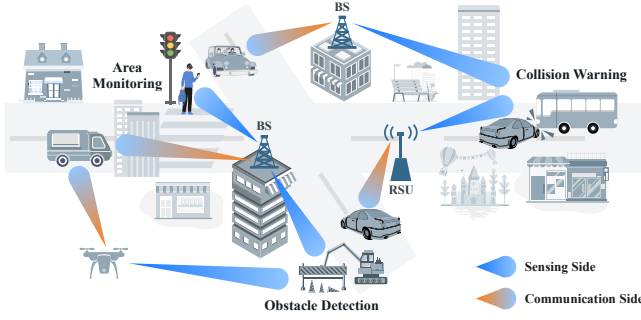 BS
Area
Monitoring
Collision Warning
BS
RSU
Sensing Side
Communication Side
Obstacle Detection